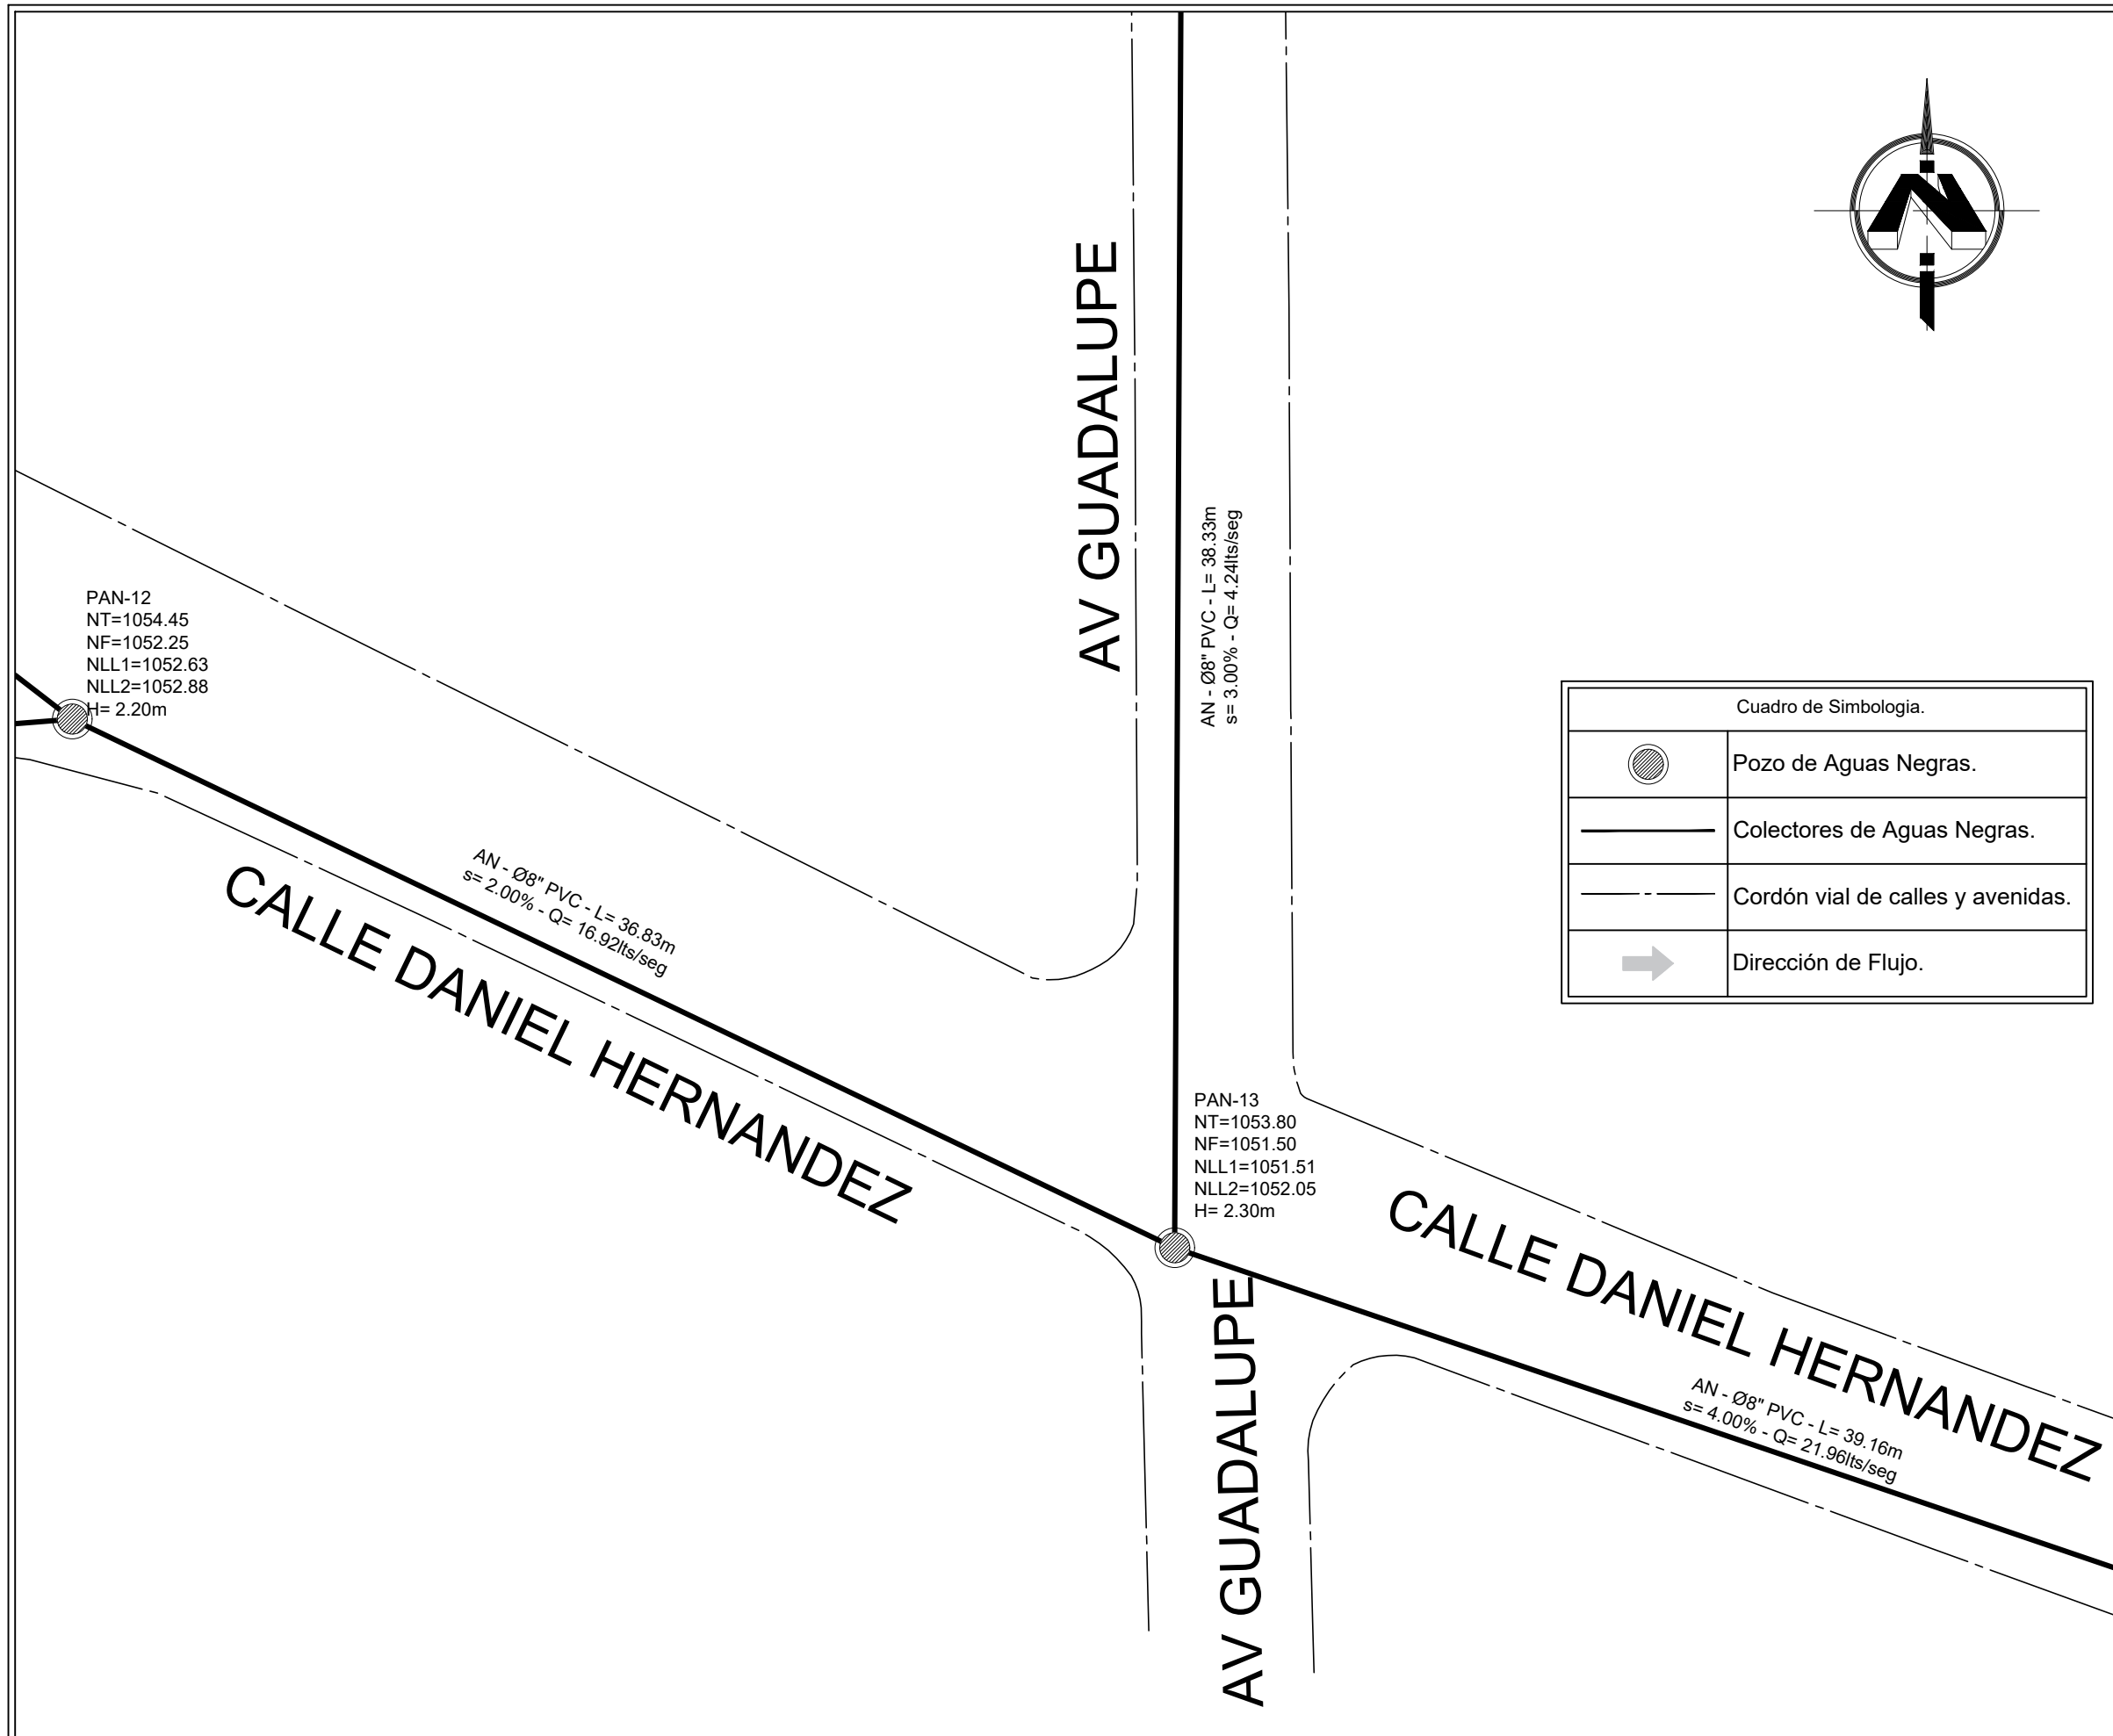 AV GUADALUPE
AN - Ø8" PVC - L= 38.33m
s= 3.00% - Q= 4.24lts/seg
PAN-12
NT=1054.45
NF=1052.25
NLL1=1052.63
NLL2=1052.88
H= 2.20m
Cuadro de Simbologia.
Pozo de Aguas Negras.
Colectores de Aguas Negras.
Cordón vial de calles y avenidas.
Dirección de Flujo.
AN - Ø8" PVC - L= 36.83m
s= 2.00% - Q= 16.92lts/seg
CALLE DANIEL HERNANDEZ
PAN-13
NT=1053.80
NF=1051.50
NLL1=1051.51
NLL2=1052.05
H= 2.30m
CALLE DANIEL HERNANDEZ
AN - Ø8" PVC - L= 39.16m
s= 4.00% - Q= 21.96lts/seg
AV GUADALUPE